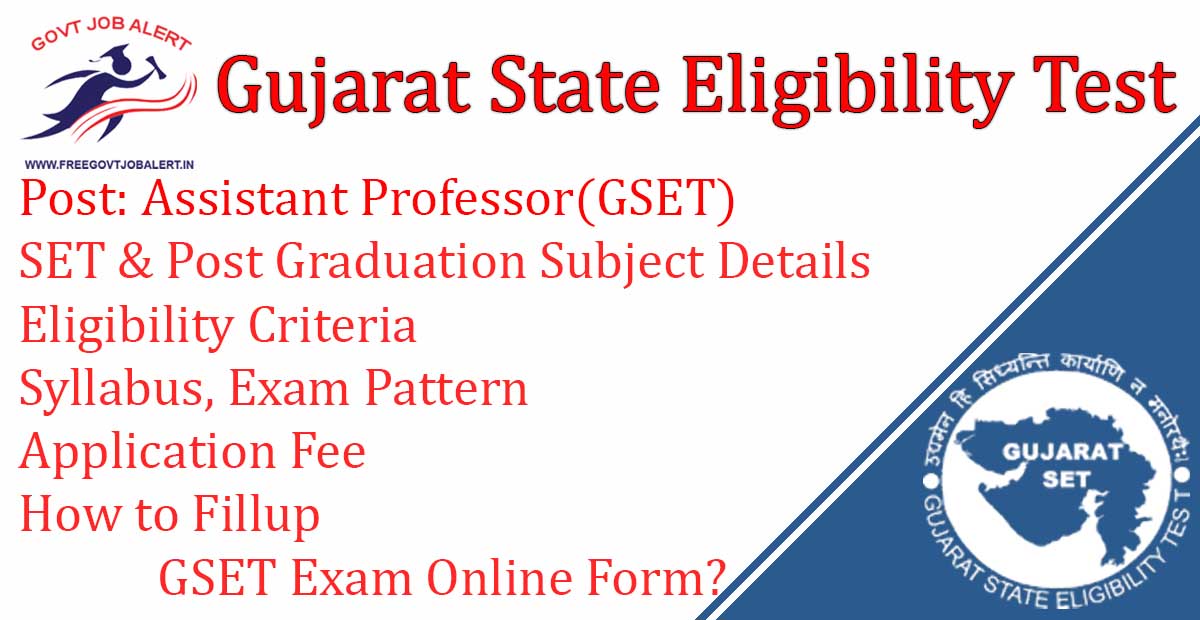 GOVT JOB ALERT
WWW.FREEGOVTJOBALERT.IN
Gujarat State Eligibility Test
Post: Assistant Professor(GSET)
SET & Post Graduation Subject Details
Eligibility Criteria
Syllabus, Exam Pattern
Application Fee
How to Fillup
GSET Exam Online Form?
उद्यमेन हि सिध्यन्ति कार्याणि न मनोरथैः।
GUJARAT
SET
GUJARAT STATE ELIGIBILITY TEST